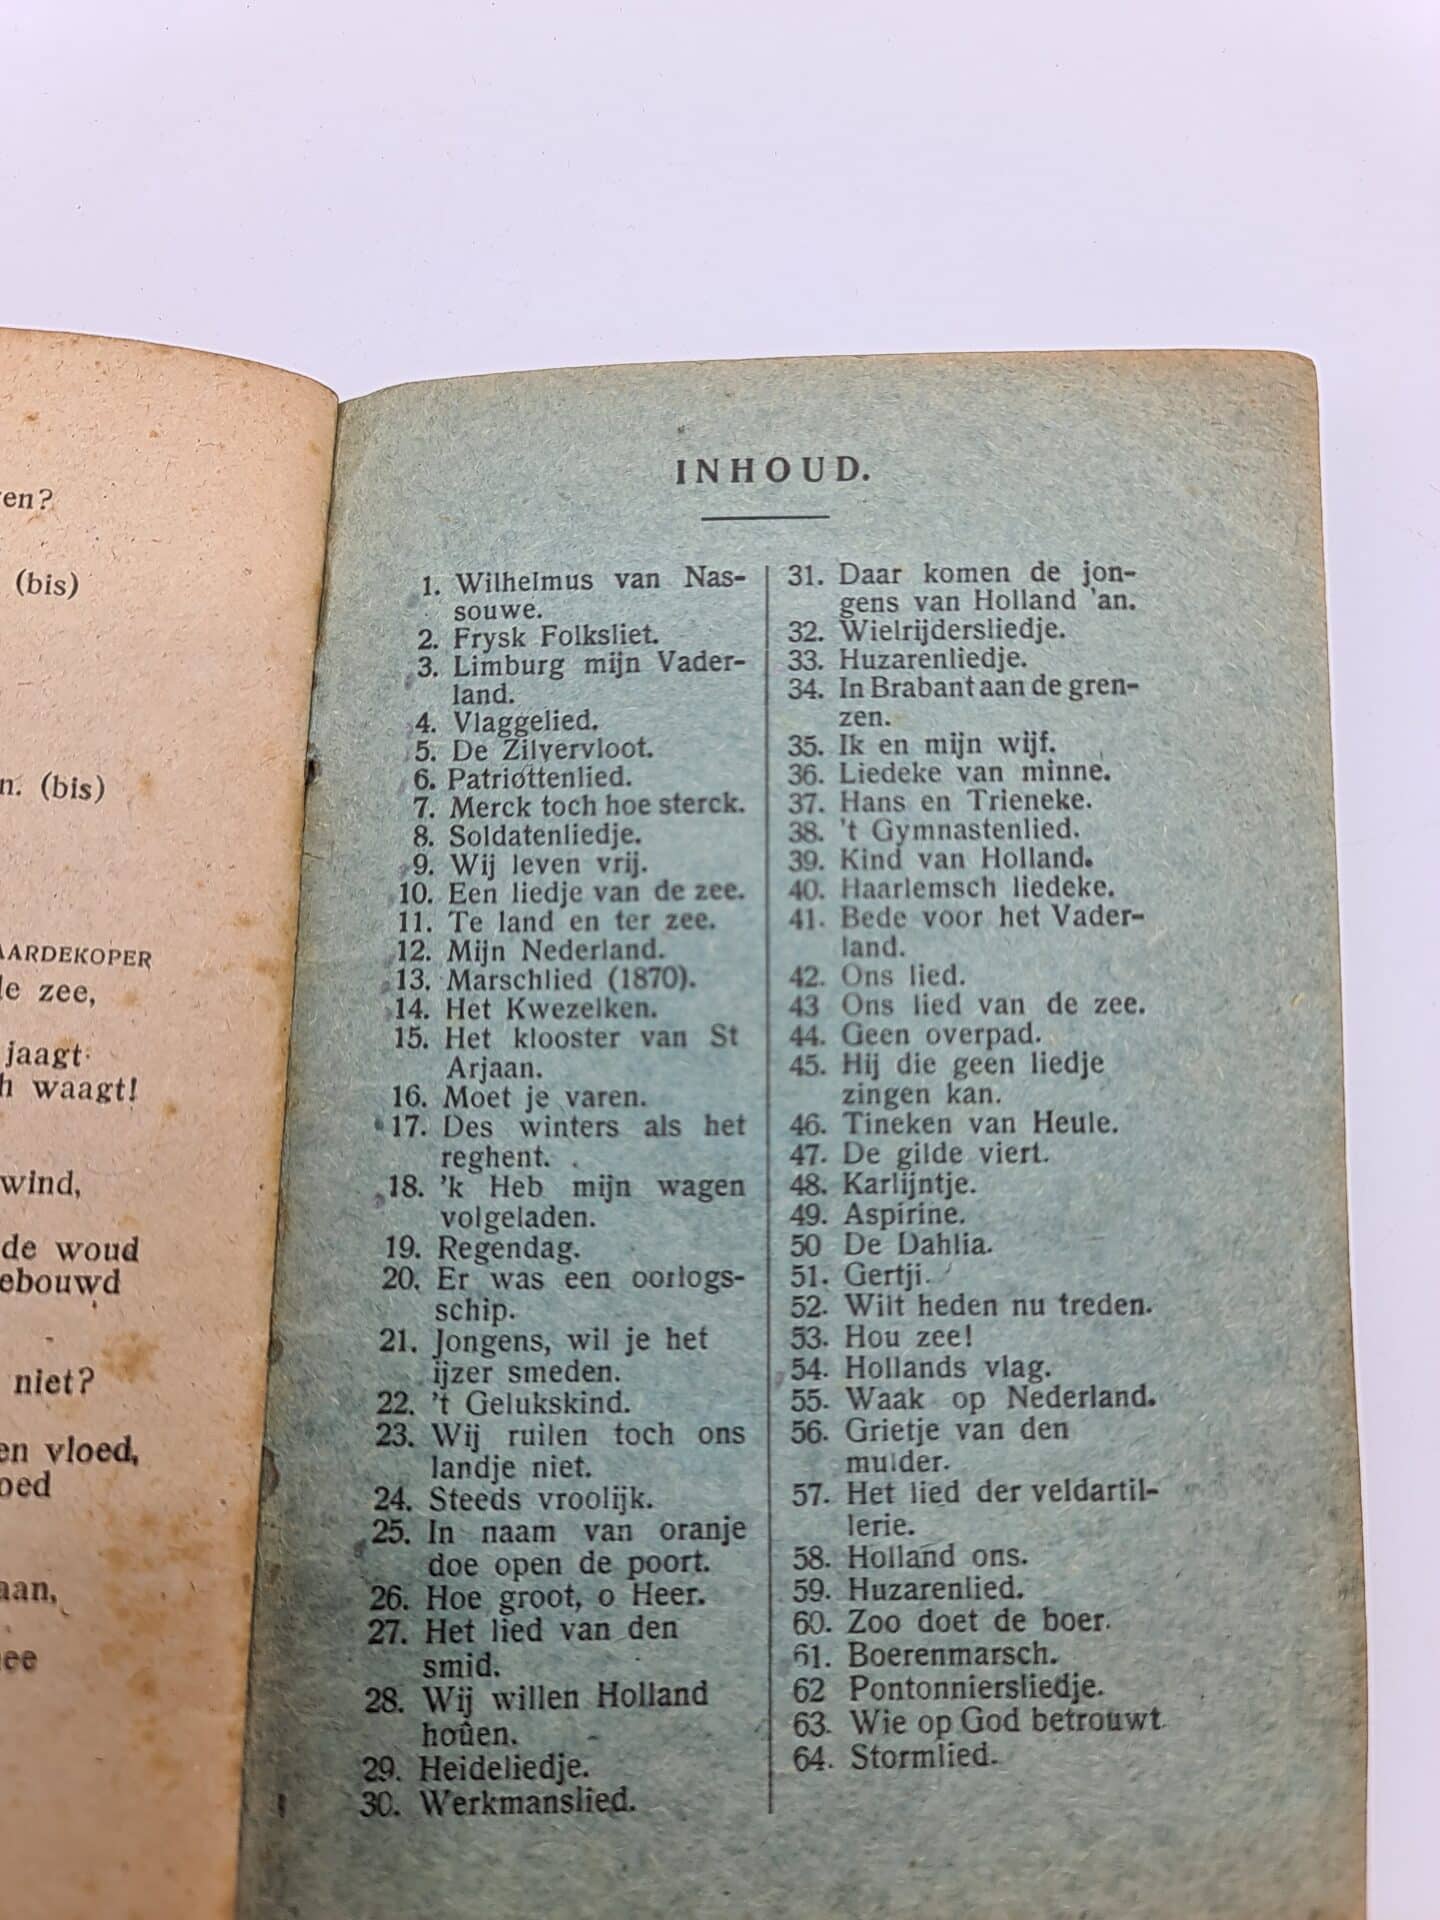 en?
(bis)
n. (bis)
AARDEKOPER
le zee,
jaagt
h waagt!
wind,
de woud
ebouwd
niet?
en vloed,
oed
aan,
ee
INHOUD.
1. Wilhelmus van Nas-
souwe.
2. Frysk Folksliet.
3. Limburg mijn Vader-
land.
4. Vlaggelied.
5. De Zilvervloot.
6. Patriottenlied.
7. Merck toch hoe sterck.
8. Soldatenliedje.
9. Wij leven vrij.
10. Een liedje van de zee.
11. Te land en ter zee.
12. Mijn Nederland.
13. Marschlied (1870).
14. Het Kwezelken.
15. Het klooster van St
Arjaan.
16. Moet je varen.
17. Des winters als het
reghent.
18. 'k Heb mijn wagen
volgeladen.
19. Regendag.
20. Er was een oorlogs-
schip.
21. Jongens, wil je het
ijzer smeden.
22. 't Gelukskind.
23. Wij ruilen toch ons
landje niet.
24. Steeds vroolijk.
25. In naam van oranje
doe open de poort.
26. Hoe groot, o Heer.
27. Het lied van den
smid.
28. Wij willen Holland
hoûen.
29. Heideliedje.
30. Werkmanslied.
31. Daar komen de jon-
gens van Holland 'an.
32. Wielrijdersliedje.
33. Huzarenliedje.
34. In Brabant aan de gren-
zen.
35. Ik en mijn wijf.
36. Liedeke van minne.
37. Hans en Trieneke.
38. 't Gymnastenlied.
39. Kind van Holland.
40. Haarlemsch liedeke.
41. Bede voor het Vader-
land.
42. Ons lied.
43 Ons lied van de zee.
44. Geen overpad.
45. Hij die geen liedje
zingen kan.
46. Tineken van Heule.
47. De gilde viert.
48. Karlijntje.
49. Aspirine.
50 De Dahlia.
51. Gertji.
52. Wilt heden nu treden.
53. Hou zee!
54. Hollands vlag.
55. Waak op Nederland.
56. Grietje van den
mulder.
57. Het lied der veldartil-
lerie.
58. Holland ons.
59. Huzarenlied.
60. Zoo doet de boer.
61. Boerenmarsch.
62 Pontonniersliedje.
63. Wie op God betrouwt
64. Stormlied.